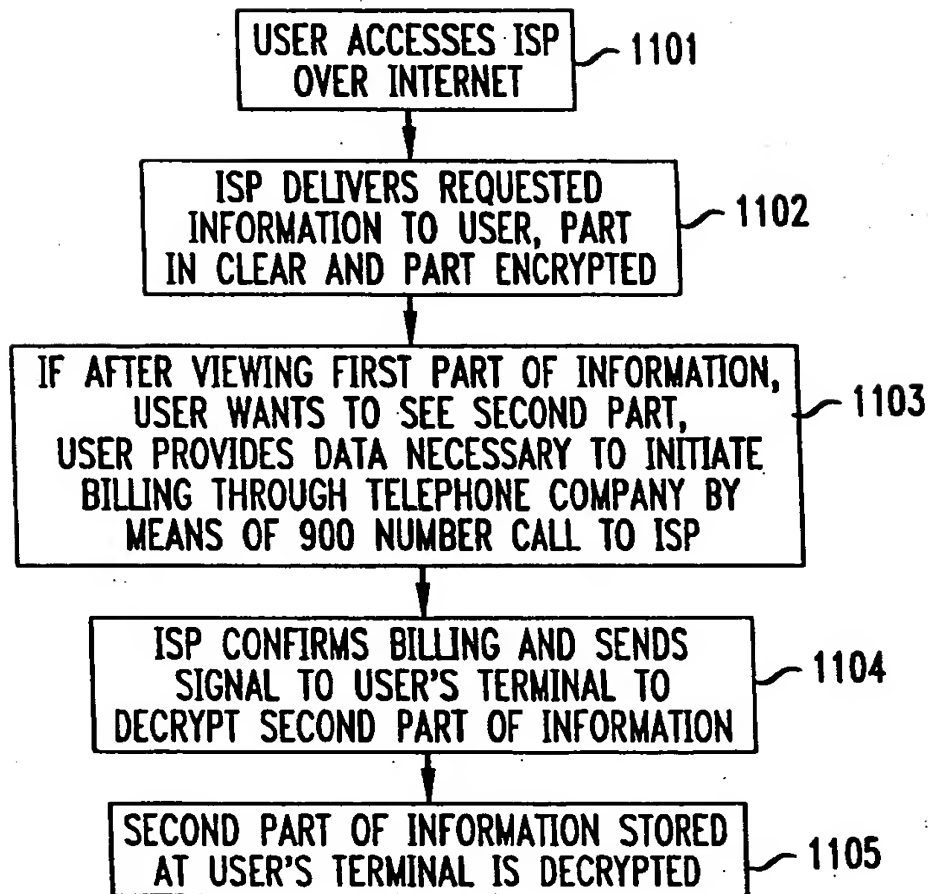 USER ACCESSES ISP
OVER INTERNET
1101
ISP DELIVERS REQUESTED
INFORMATION TO USER, PART
IN CLEAR AND PART ENCRYPTED
1102
IF AFTER VIEWING FIRST PART OF INFORMATION,
USER WANTS TO SEE SECOND PART,
USER PROVIDES DATA NECESSARY TO INITIATE
BILLING THROUGH TELEPHONE COMPANY BY
MEANS OF 900 NUMBER CALL TO ISP
1103
ISP CONFIRMS BILLING AND SENDS
SIGNAL TO USER'S TERMINAL TO
DECRYPT SECOND PART OF INFORMATION
1104
SECOND PART OF INFORMATION STORED
AT USER'S TERMINAL IS DECRYPTED
1105